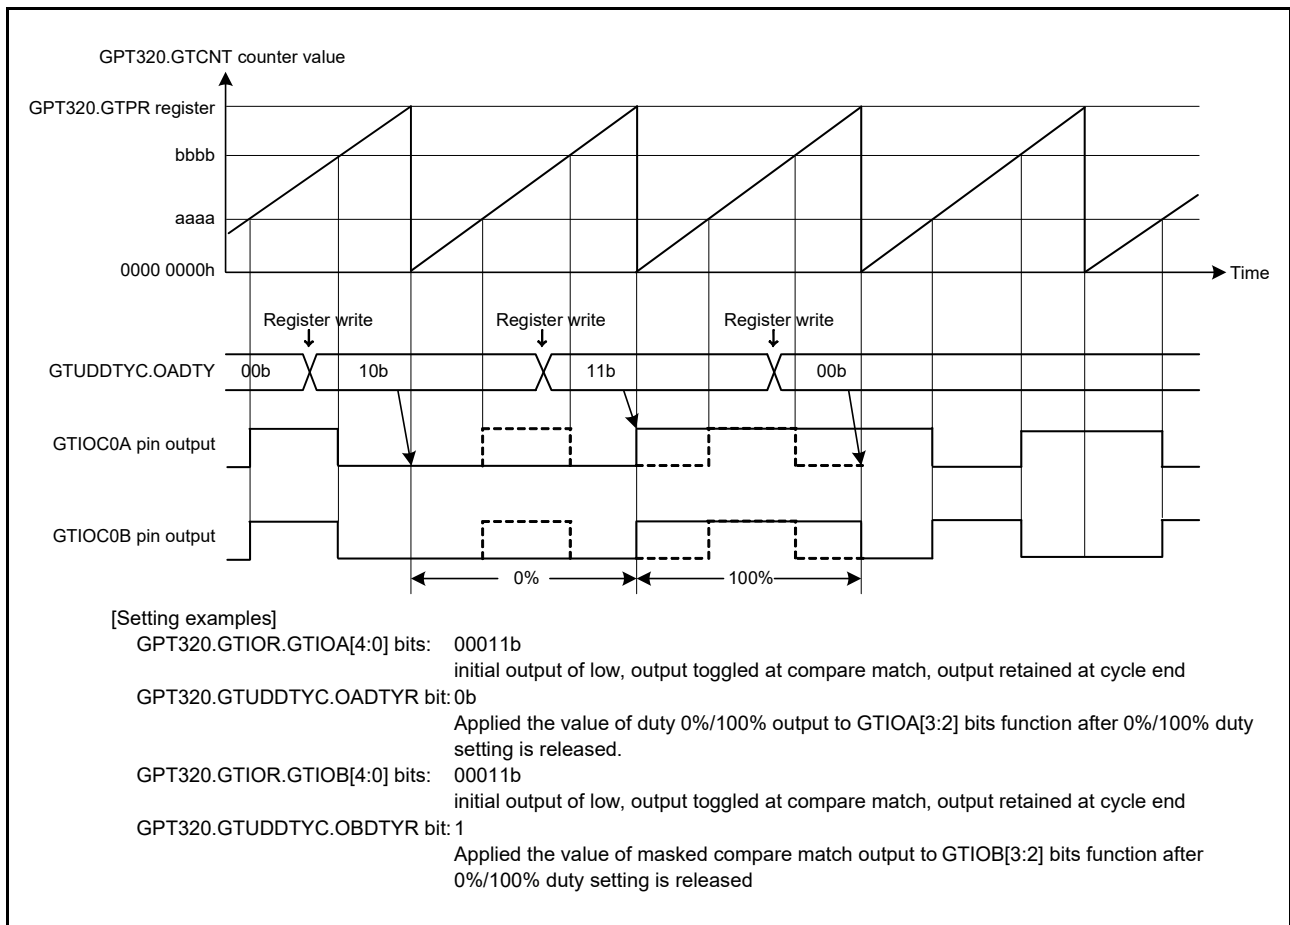 GPT320.GTCNT counter value
GPT320.GTPR register
bbbb
aaaa
0000 0000h
Time
Register write Register write Register write
GTUDDTYC.OADTY 00b 10b 11b 00b
GTIOC0A pin output
GTIOC0B pin output
0% 100%
[Setting examples]
GPT320.GTIOR.GTIOA[4:0] bits: 00011b
initial output of low, output toggled at compare match, output retained at cycle end
GPT320.GTUDDTYC.OADTYR bit: 0b
Applied the value of duty 0%/100% output to GTIOA[3:2] bits function after 0%/100% duty
setting is released.
GPT320.GTIOR.GTIOB[4:0] bits: 00011b
initial output of low, output toggled at compare match, output retained at cycle end
GPT320.GTUDDTYC.OBDTYR bit: 1
Applied the value of masked compare match output to GTIOB[3:2] bits function after
0%/100% duty setting is released